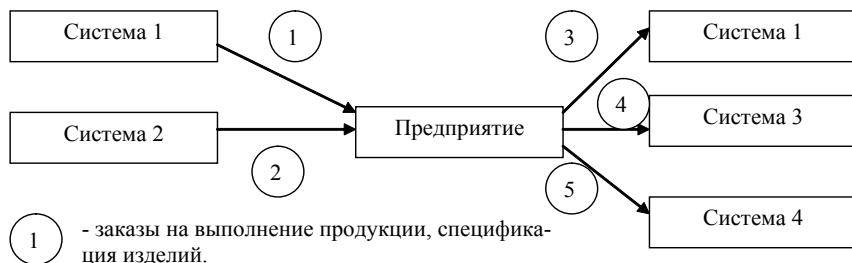 Система 1
1
3
Система 1
4
Система 3
Система 2
Предприятие
2
5
Система 4
1
- заказы на выполнение продукции, специфика-
ция изделий.